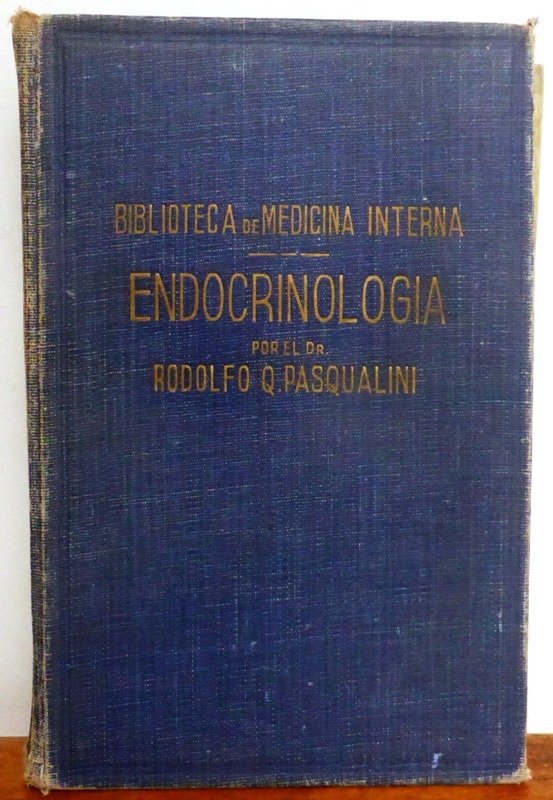 BIBLIOTECA DE MEDICINA INTERNA
ENDOCRINOLOGIA
POR EL DR.
RODOLFO Q. PASQUALINI